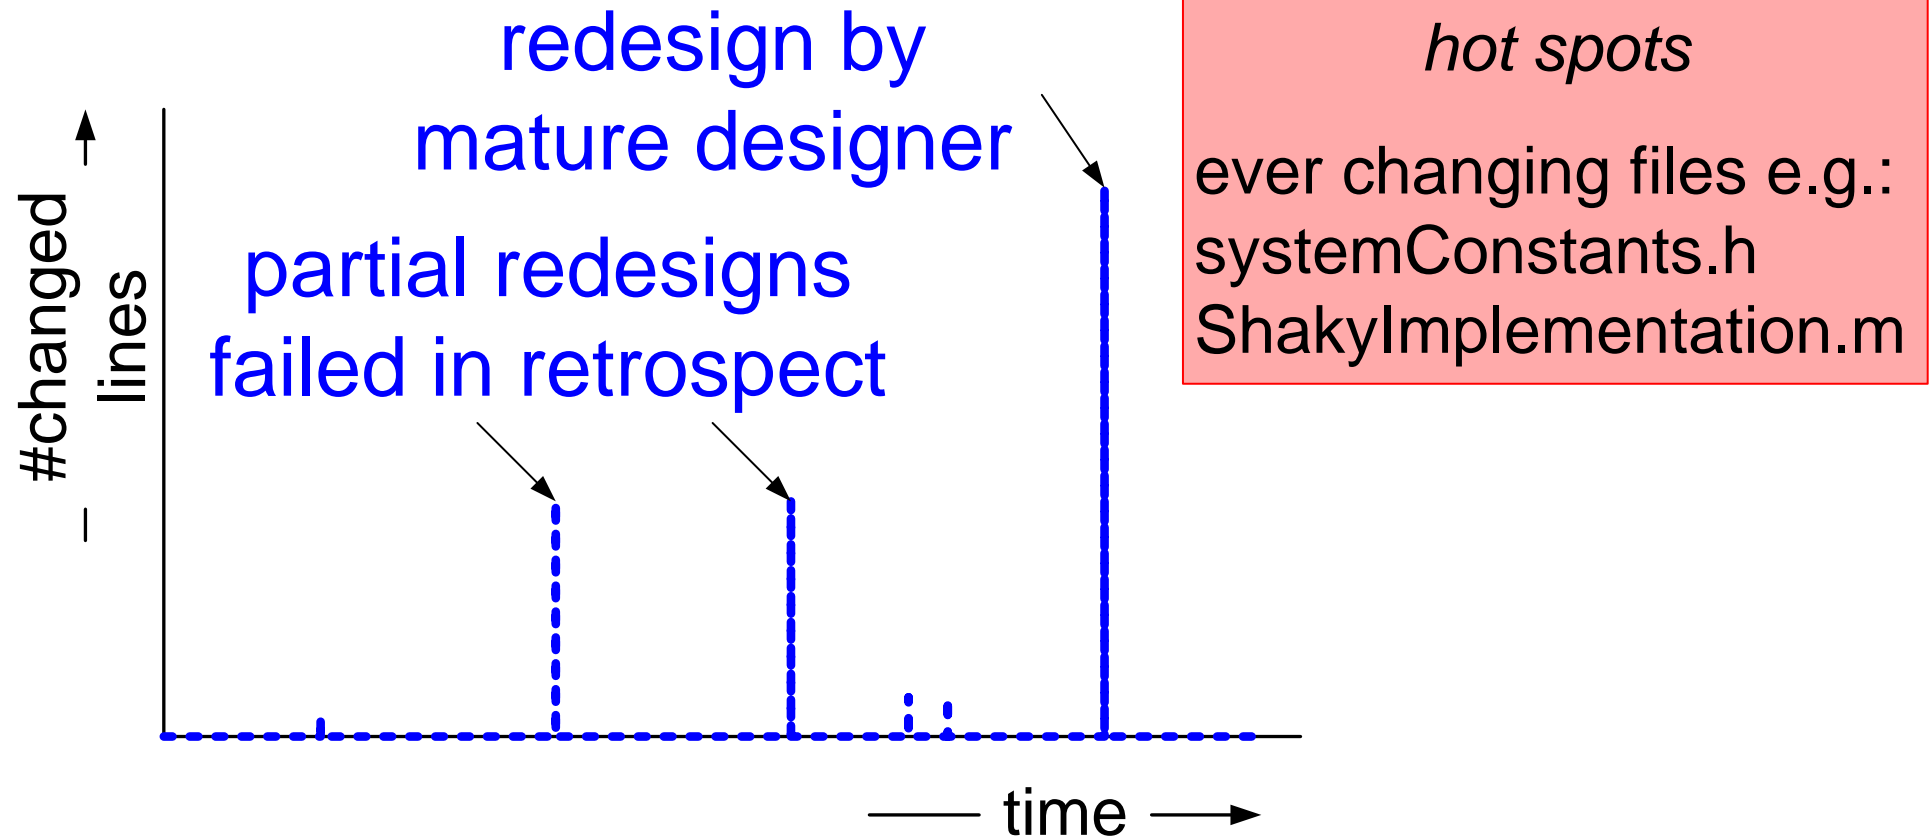 redesign by
mature designer
partial redesigns
failed in retrospect
#changed
lines
time
hot spots
ever changing files e.g.:
systemConstants.h
ShakyImplementation.m